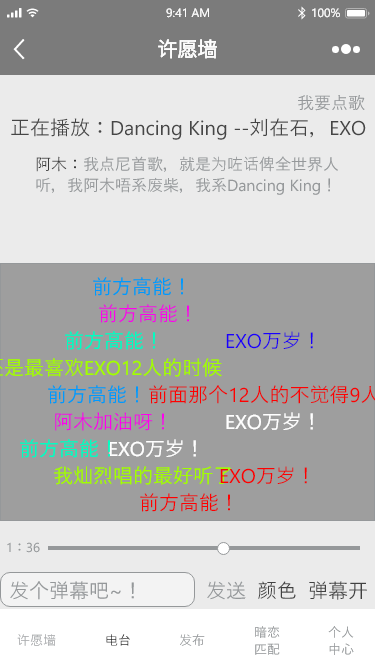 9:41 AM 100%
许愿墙
我要点歌
正在播放：Dancing King --刘在石，EXO
阿木：我点尼首歌，就是为咗话俾全世界人
听，我阿木唔系废柴，我系Dancing King！
前方高能！
前方高能！
前方高能！ EXO万岁！
还是最喜欢EXO12人的时候
前方高能！ 前面那个12人的不觉得9人
阿木加油呀！ EXO万岁！
前方高能！ EXO万岁！
我灿烈唱的最好听了 EXO万岁！
前方高能！
1：36
发个弹幕吧~！ 发送 颜色 弹幕开
许愿墙 电台 发布 暗恋匹配 个人中心